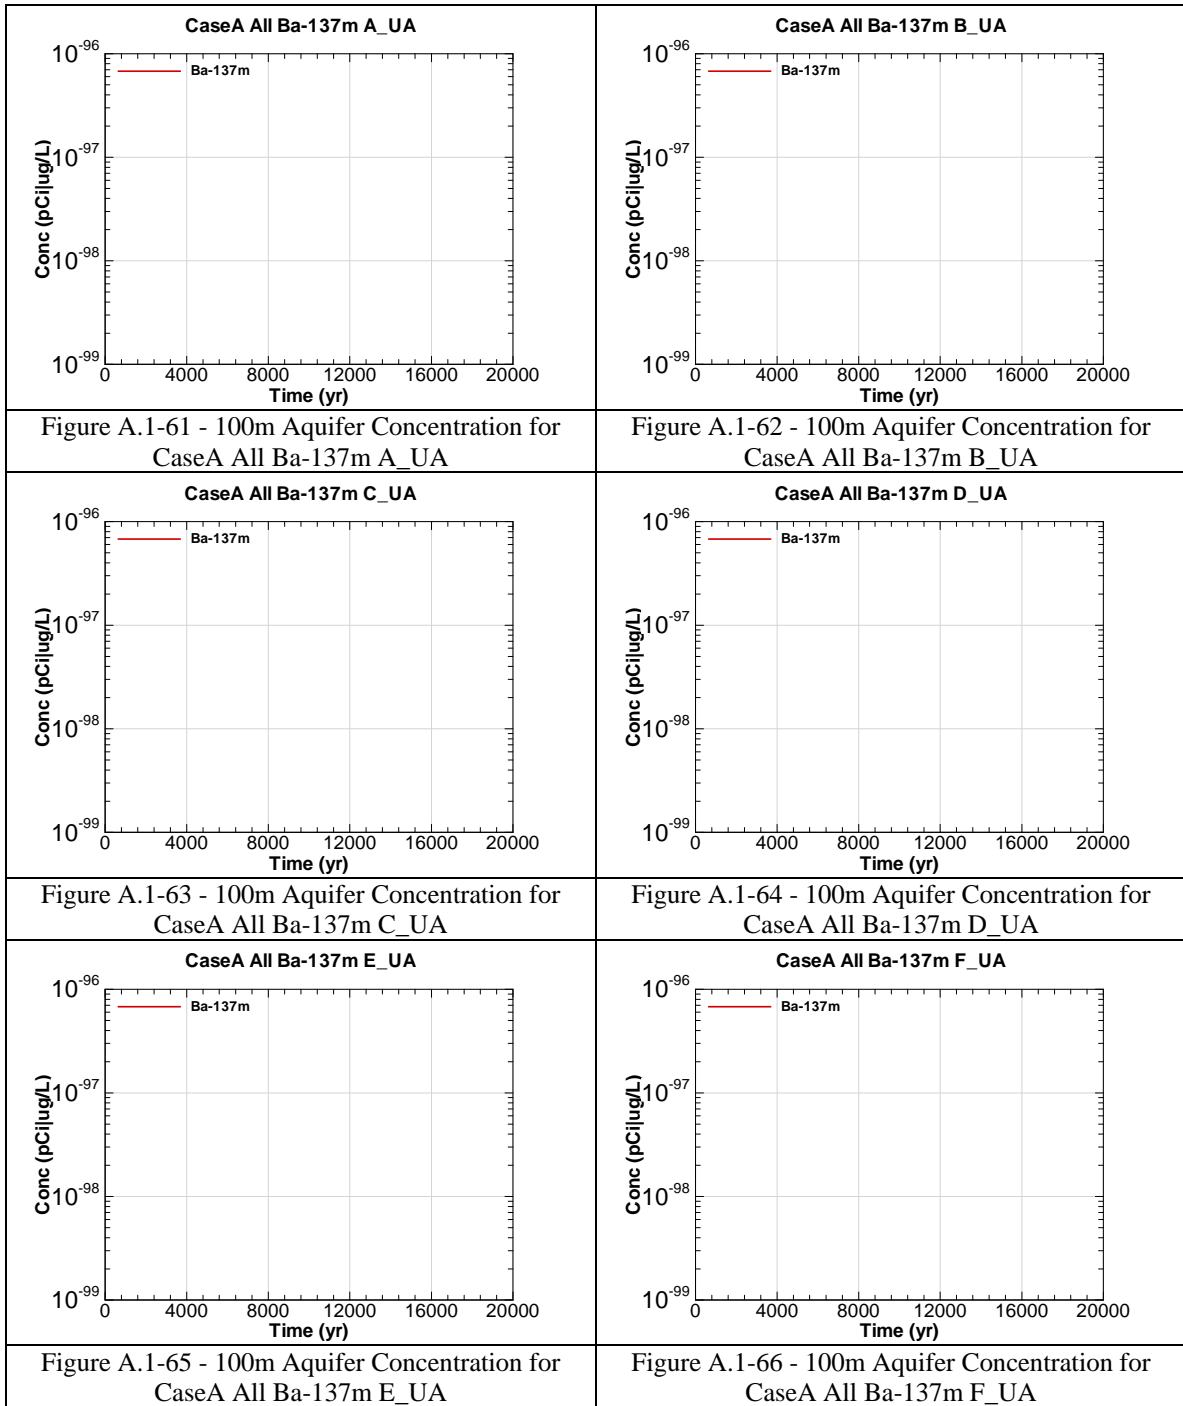 CaseA All Ba-137m A_UA
Ba-137m
Conc (pCi|ug/L)
10-96
10-97
10-98
10-99
0 4000 8000 12000 16000 20000
Time (yr)
Figure A.1-61 - 100m Aquifer Concentration for
CaseA All Ba-137m A_UA
CaseA All Ba-137m B_UA
Ba-137m
Conc (pCi|ug/L)
10-96
10-97
10-98
10-99
0 4000 8000 12000 16000 20000
Time (yr)
Figure A.1-62 - 100m Aquifer Concentration for
CaseA All Ba-137m B_UA
CaseA All Ba-137m C_UA
Ba-137m
Conc (pCi|ug/L)
10-96
10-97
10-98
10-99
0 4000 8000 12000 16000 20000
Time (yr)
Figure A.1-63 - 100m Aquifer Concentration for
CaseA All Ba-137m C_UA
CaseA All Ba-137m D_UA
Ba-137m
Conc (pCi|ug/L)
10-96
10-97
10-98
10-99
0 4000 8000 12000 16000 20000
Time (yr)
Figure A.1-64 - 100m Aquifer Concentration for
CaseA All Ba-137m D_UA
CaseA All Ba-137m E_UA
Ba-137m
Conc (pCi|ug/L)
10-96
10-97
10-98
10-99
0 4000 8000 12000 16000 20000
Time (yr)
Figure A.1-65 - 100m Aquifer Concentration for
CaseA All Ba-137m E_UA
CaseA All Ba-137m F_UA
Ba-137m
Conc (pCi|ug/L)
10-96
10-97
10-98
10-99
0 4000 8000 12000 16000 20000
Time (yr)
Figure A.1-66 - 100m Aquifer Concentration for
CaseA All Ba-137m F_UA